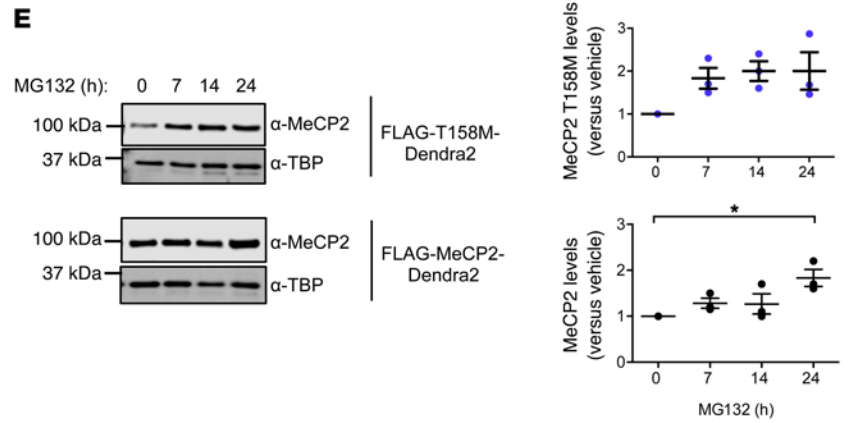 E
MG132 (h): 0 7 14 24
100 kDa α-MeCP2
37 kDa α-TBP
FLAG-T158M-
Dendra2
100 kDa α-MeCP2
37 kDa α-TBP
FLAG-MeCP2-
Dendra2
MeCP2 T158M levels
(versus vehicle)
3
2
1
0
0 7 14 24
MeCP2 levels
(versus vehicle)
3
2
1
0
*
0 7 14 24
MG132 (h)